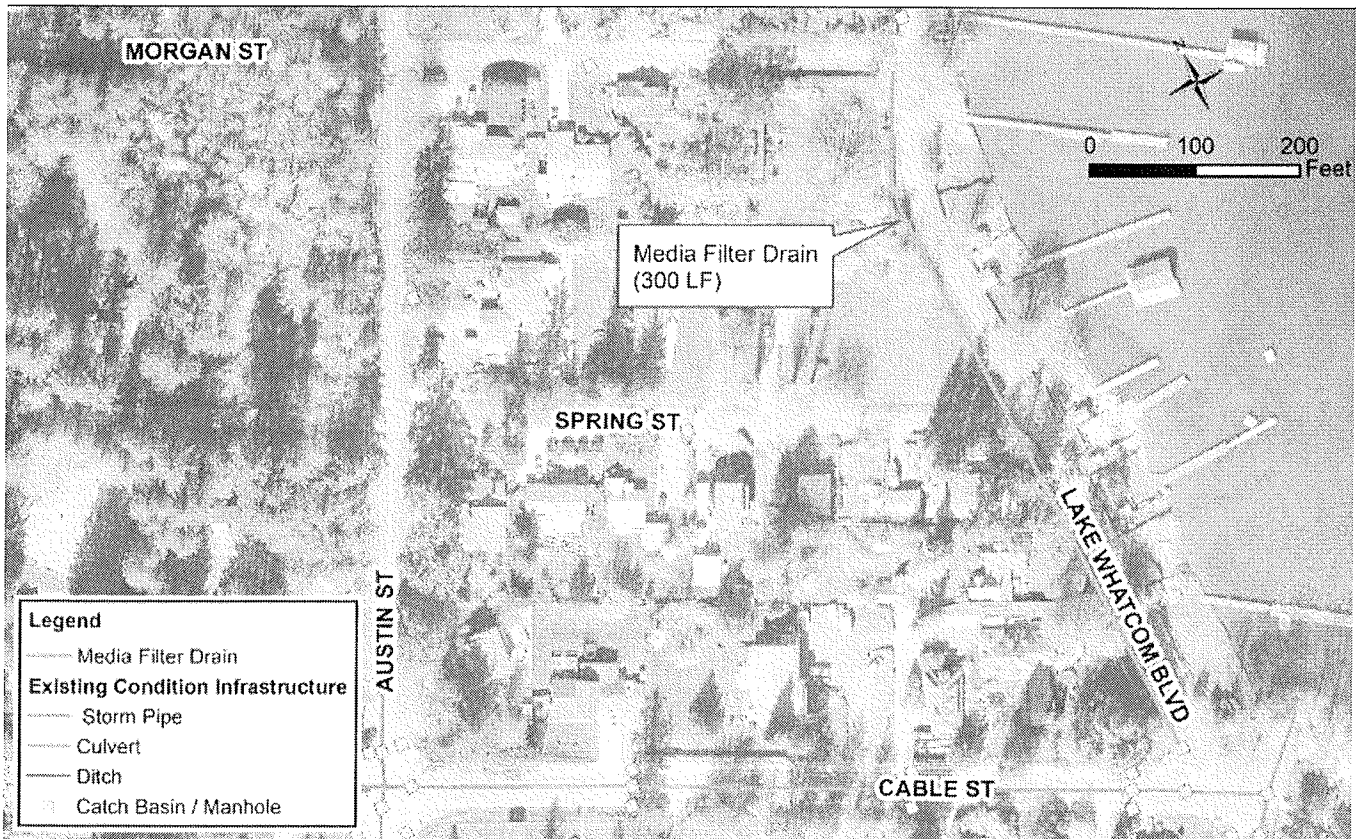 MORGAN ST
0 100 200
Feet
Media Filter Drain
(300 LF)
SPRING ST
LAKE WHATCOM BLVD
AUSTIN ST
CABLE ST
Legend
Media Filter Drain
Existing Condition Infrastructure
Storm Pipe
Culvert
Ditch
Catch Basin / Manhole